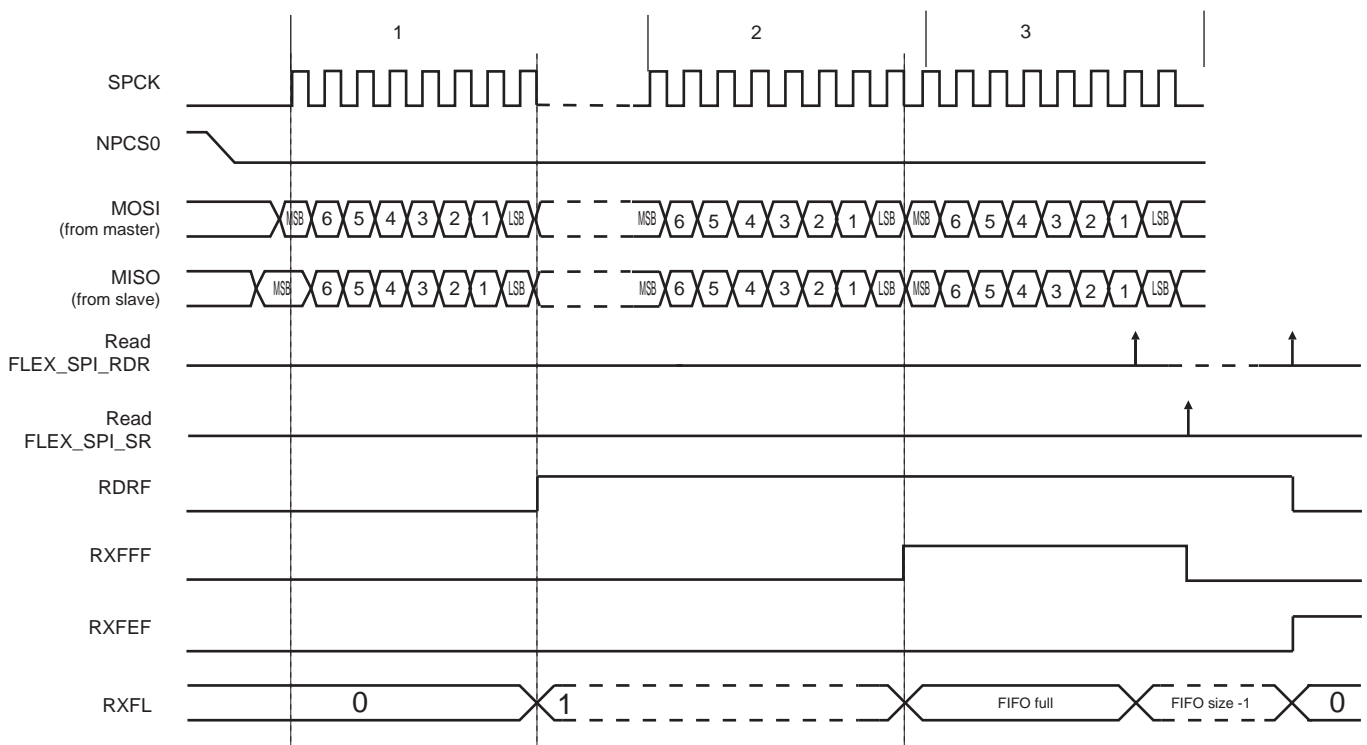 1 2 3
SPCK
NPCS0
MOSI
(from master)
MSB 6 5 4 3 2 1 LSB MSB 6 5 4 3 2 1 LSB MSB 6 5 4 3 2 1 LSB
MISO
(from slave)
MSB 6 5 4 3 2 1 LSB MSB 6 5 4 3 2 1 LSB MSB 6 5 4 3 2 1 LSB
Read
FLEX_SPI_RDR
Read
FLEX_SPI_SR
RDRF
RXFFF
RXFEF
RXFL 0 1 FIFO full FIFO size -1 0